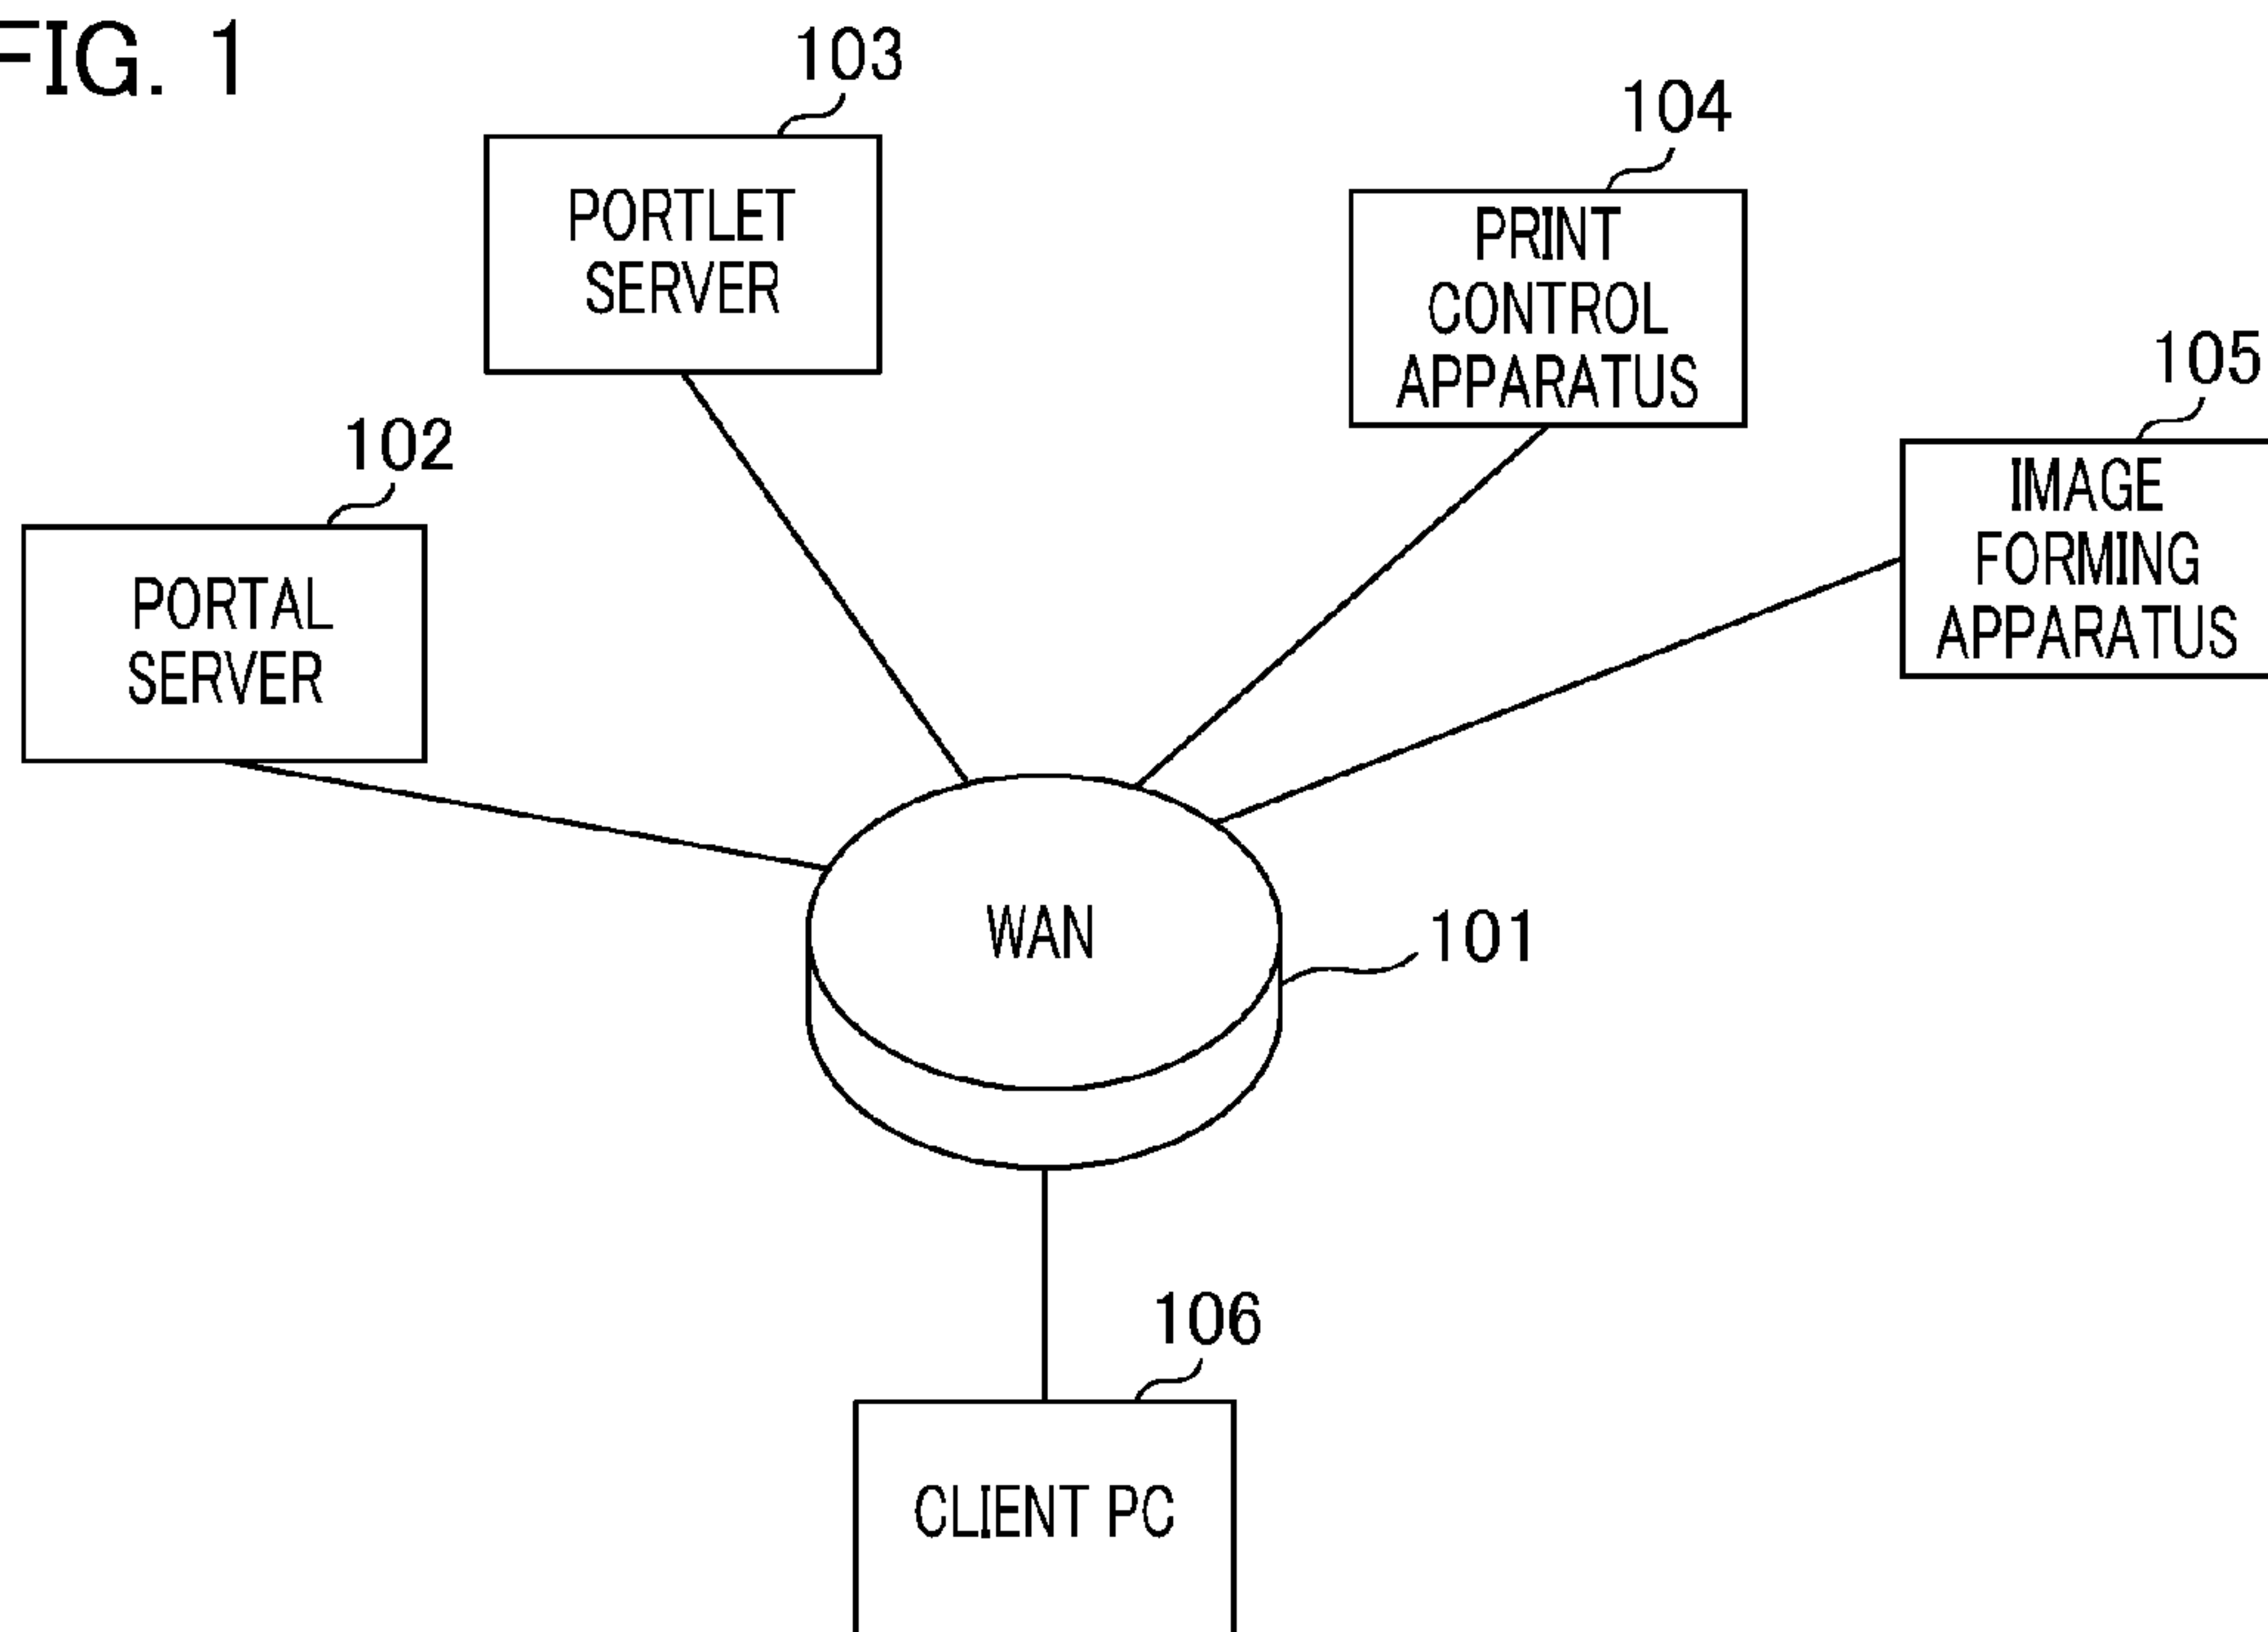 FIG. 1
103
PORTLET
SERVER
104
PRINT
CONTROL
APPARATUS
105
IMAGE
FORMING
APPARATUS
102
PORTAL
SERVER
WAN
101
106
CLIENT PC